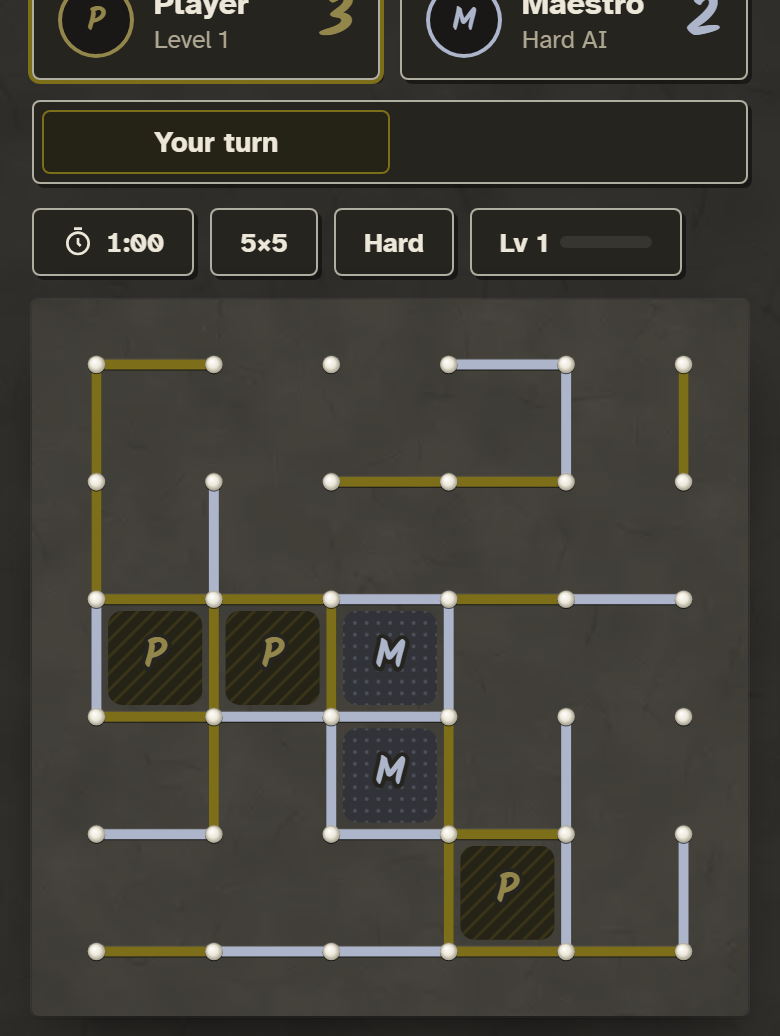 P Player 3
Level 1
M Maestro 2
Hard AI
Your turn
1:00 5×5 Hard Lv 1
P P M
M
P